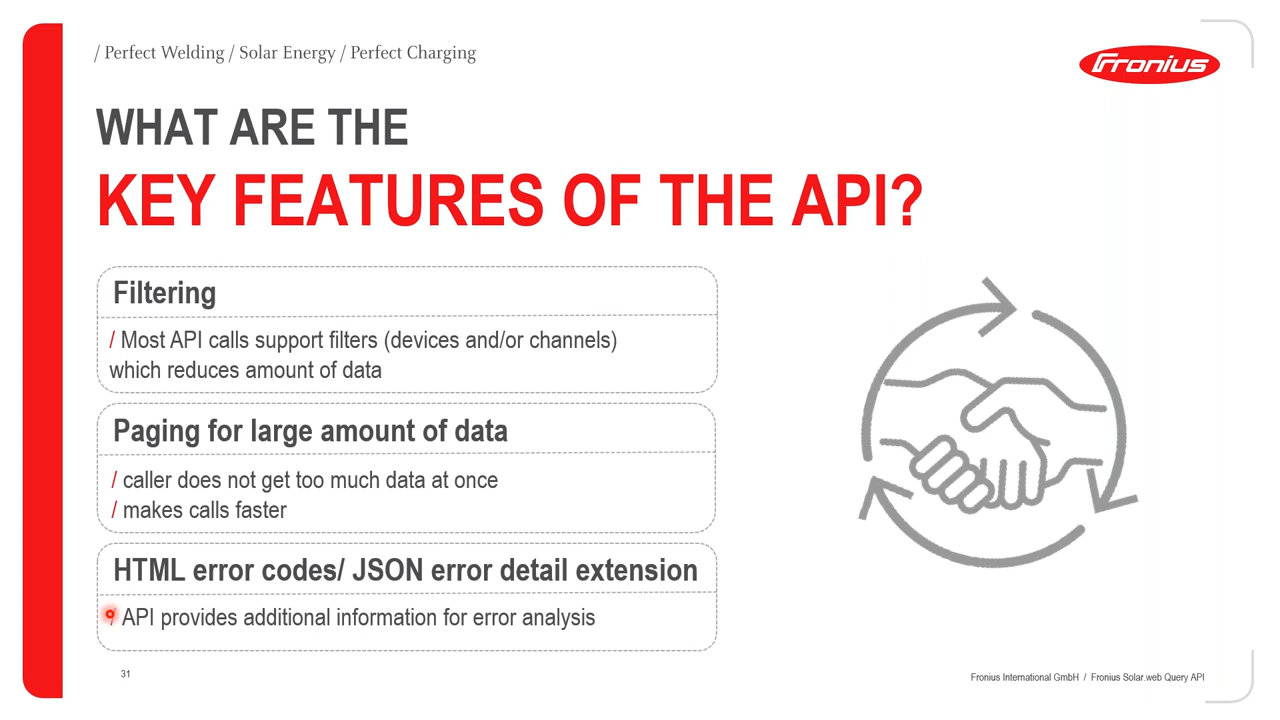 / Perfect Welding / Solar Energy / Perfect Charging
Fronius
WHAT ARE THE
KEY FEATURES OF THE API?
Filtering
/ Most API calls support filters (devices and/or channels)
which reduces amount of data
Paging for large amount of data
/ caller does not get too much data at once
/ makes calls faster
HTML error codes/ JSON error detail extension
/ API provides additional information for error analysis
31
Fronius International GmbH / Fronius Solar.web Query API